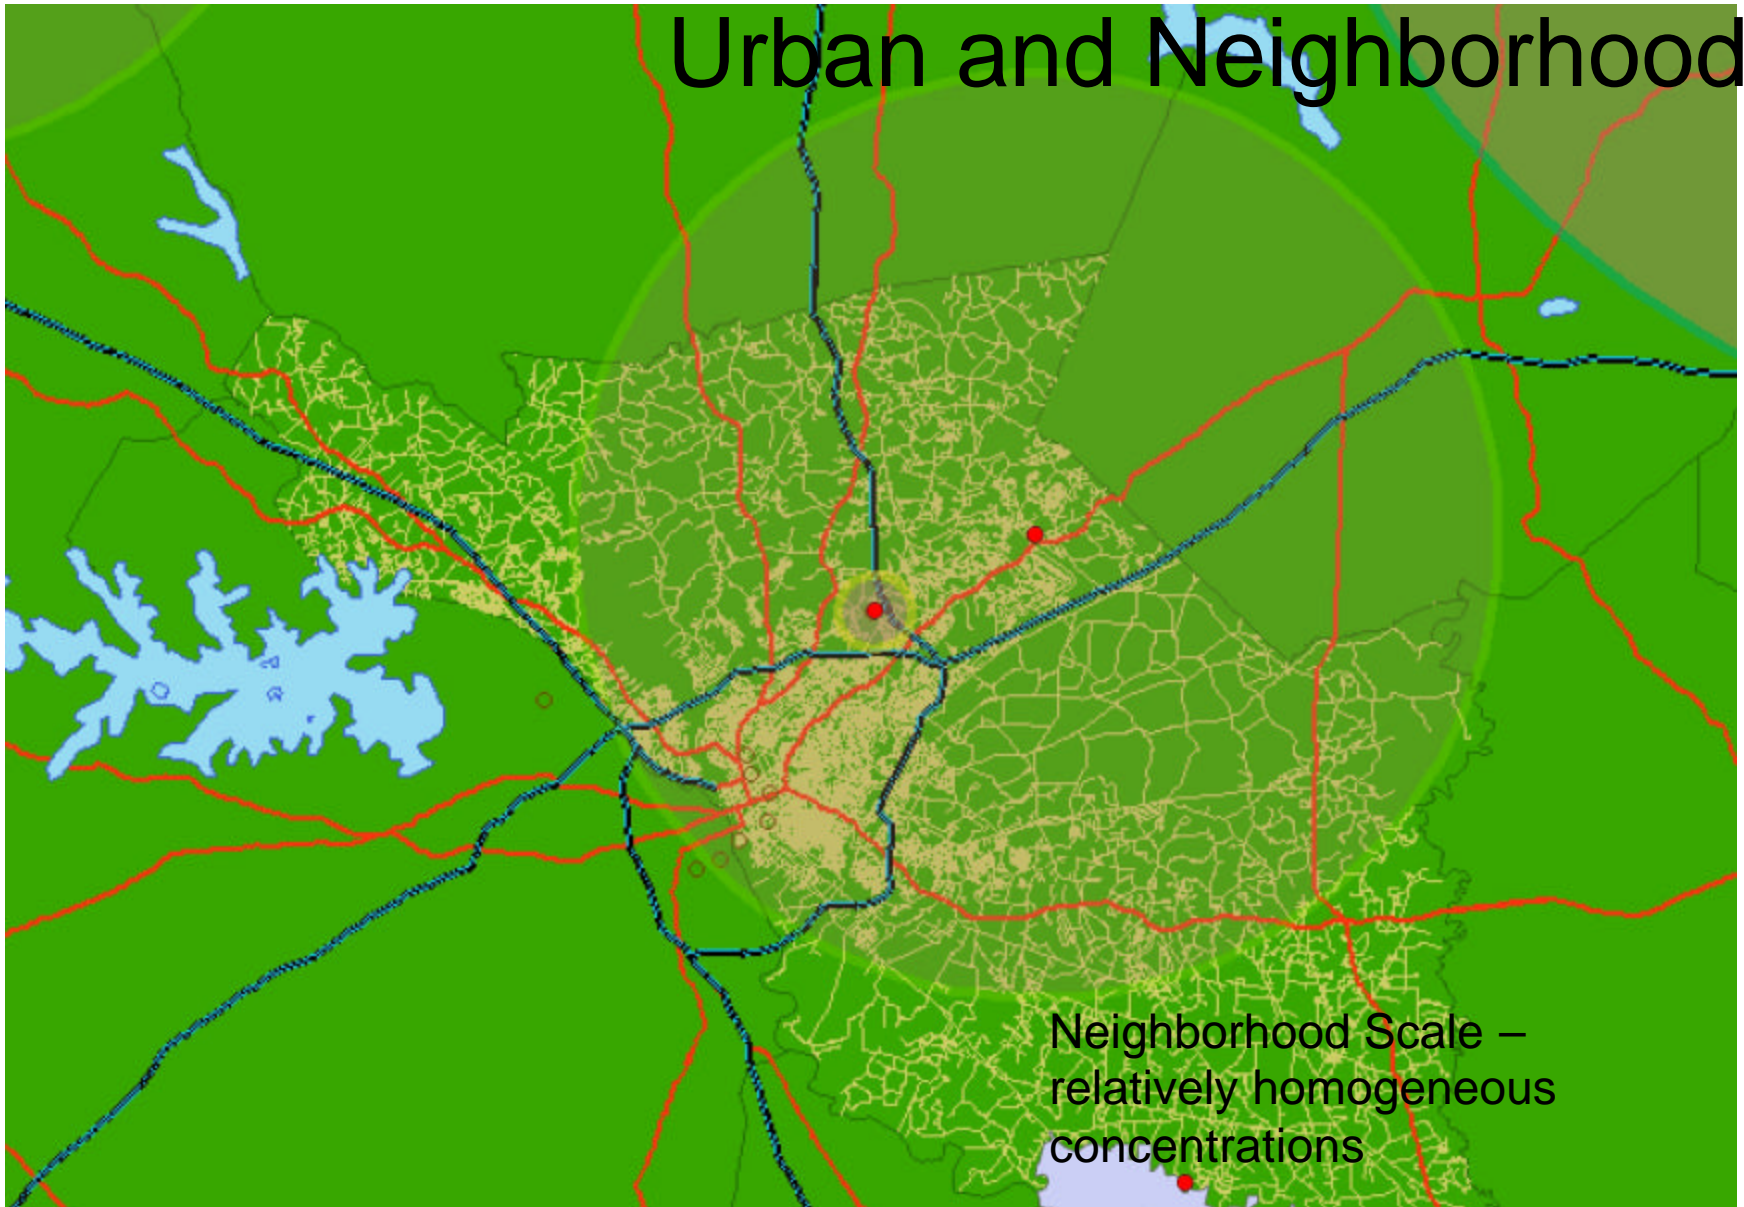 Urban and Neighborhood
Neighborhood Scale –
relatively homogeneous
concentrations